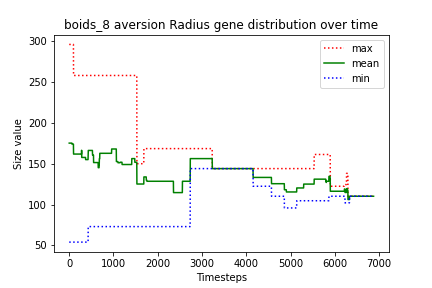 boids_8 aversion Radius gene distribution over time
300
250
200
150
100
50
Size value
max
mean
min
0
1000
2000
3000
4000
5000
6000
7000
Timesteps